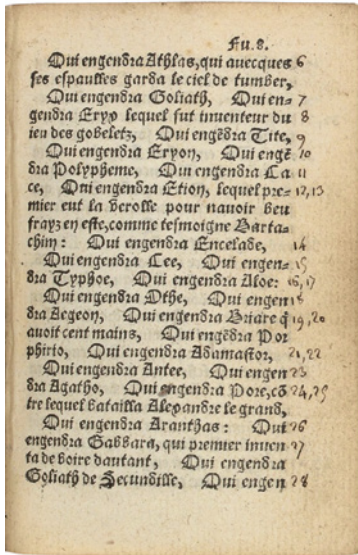 Fu.8.
Qui engendra Athlas, qui auecques 6
ses espaulles garda le ciel de tumber,
Qui engendra Goliath, Qui en= 7
gendra Eryx lequel fut inuenteur du 8
ieu des gobeletz, Qui engẽdra Tite, 9
Qui engendra Eryon, Qui engẽ 10
dra Polypheme, Qui engendra Ca 11
ce, Qui engendra Etion, lequel pre= 12,13
mier eut la verolle pour nauoir beu
frayz en este, comme tesmoigne Barta=
chim: Qui engendra Encelade, 14
Qui engendra Cee, Qui engen= 15
dra Typhoe, Qui engendra Aloe: 16,17
Qui engendra Othe, Qui engen 18
dra Aegeon, Qui engendra Briare q̃ 19,20
auoit cent mains, Qui engẽdra Por
phirio, Qui engendra Adamastor, 21,22
Qui engendra Antee, Qui engen 23
dra Agatho, Qui engendra Pore, cõ 24,25
tre lequel batailla Alexandre le grand,
Qui engendra Aranthas: Qui 26
engendra Gabbara, qui premier inuen 27
ta de boire dautant, Qui engendra
Goliath de Secundille, Qui engen 28